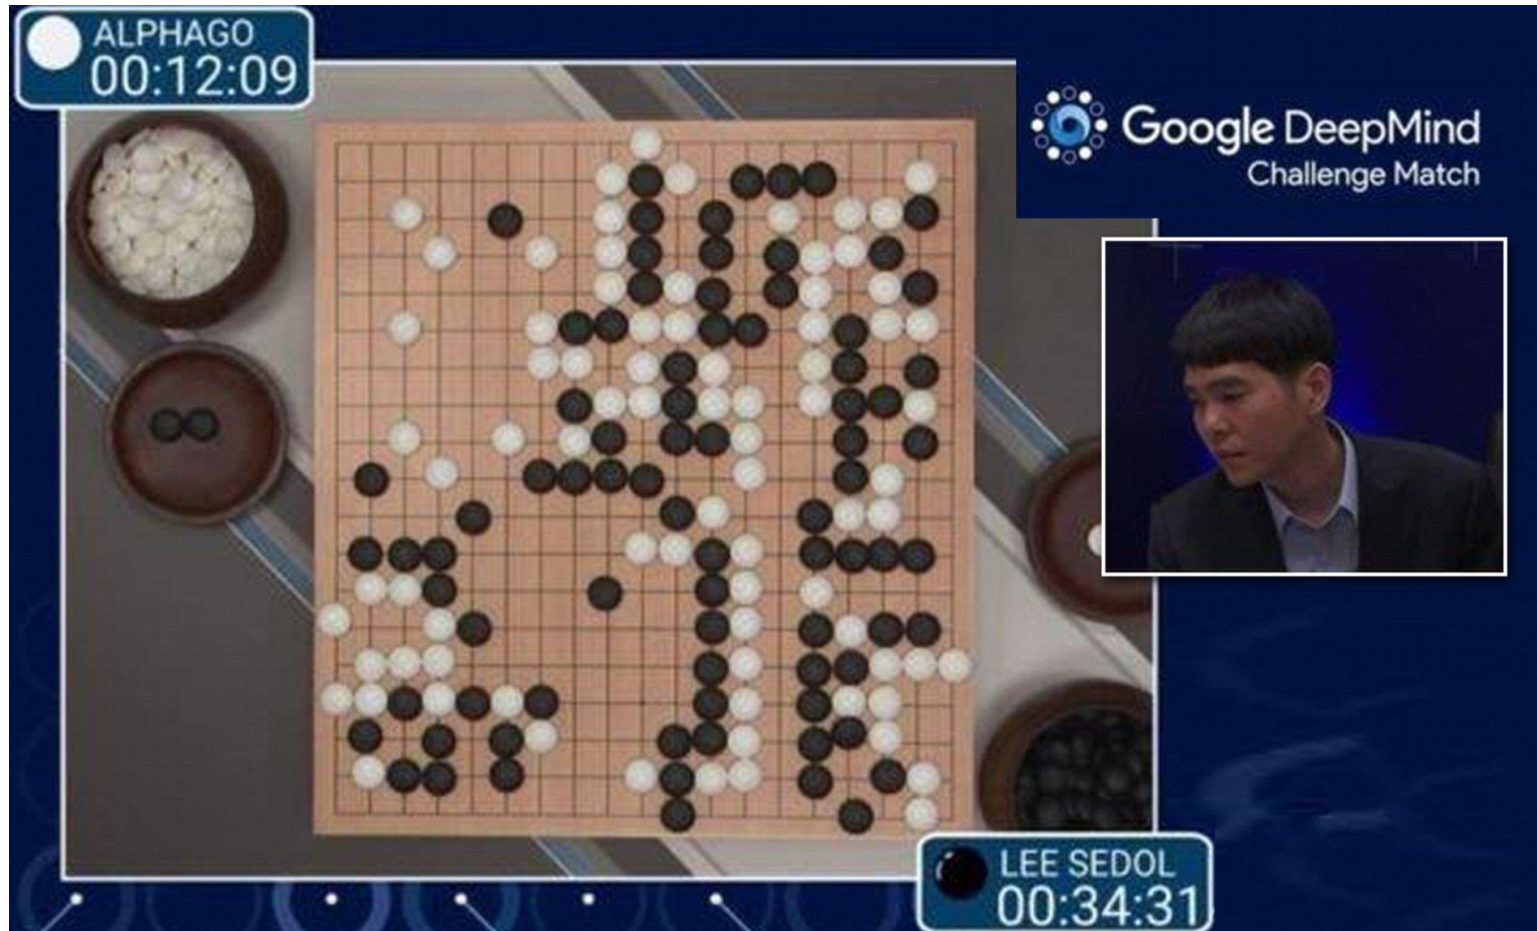 ALPHAGO
00:12:09
Google DeepMind
Challenge Match
LEE SEDOL
00:34:31